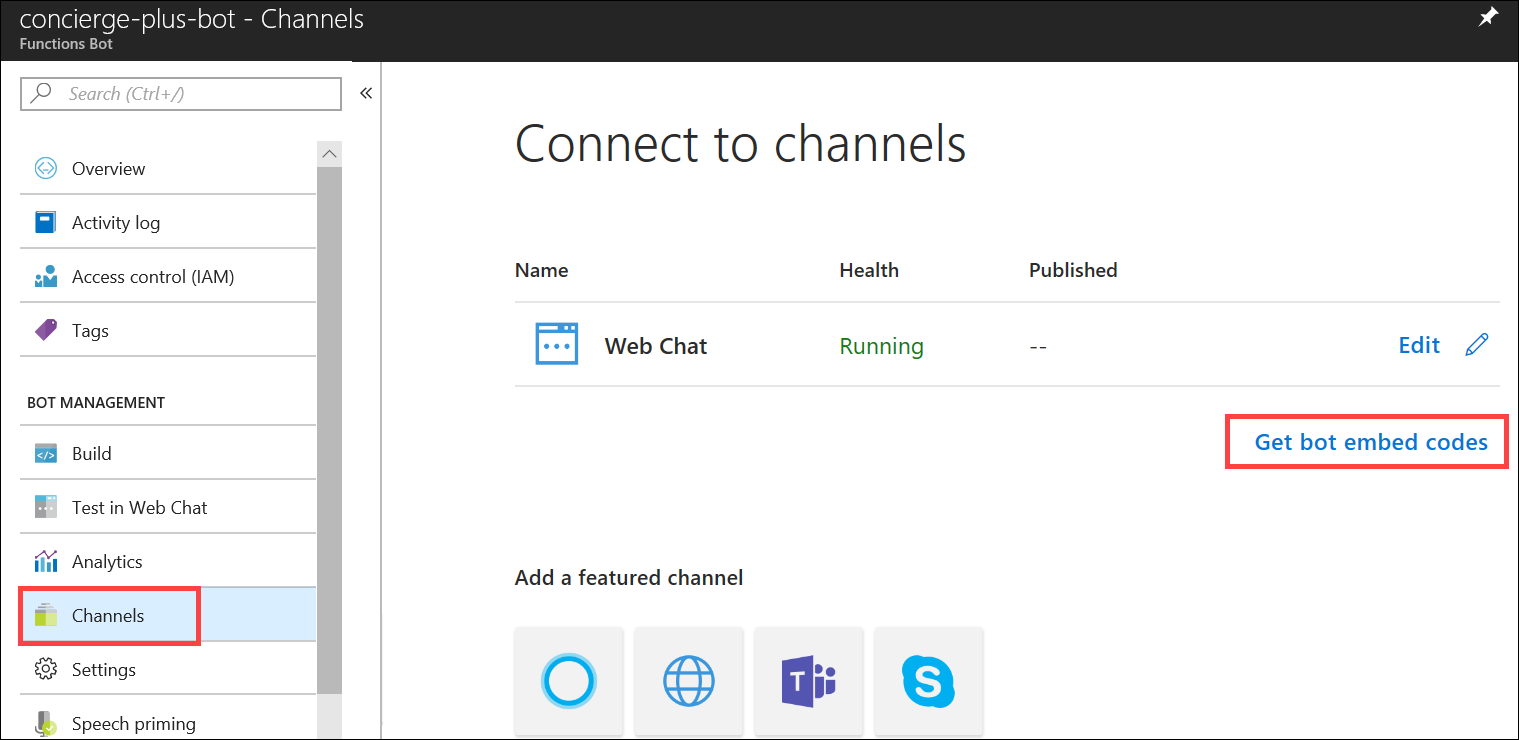 concierge-plus-bot - Channels
Functions Bot
Search (Ctrl+/)
«
Overview
Activity log
Access control (IAM)
Tags
BOT MANAGEMENT
Build
Test in Web Chat
Analytics
Channels
Settings
Speech priming
Connect to channels
Name Health Published
Web Chat Running -- Edit
Get bot embed codes
Add a featured channel
T
S